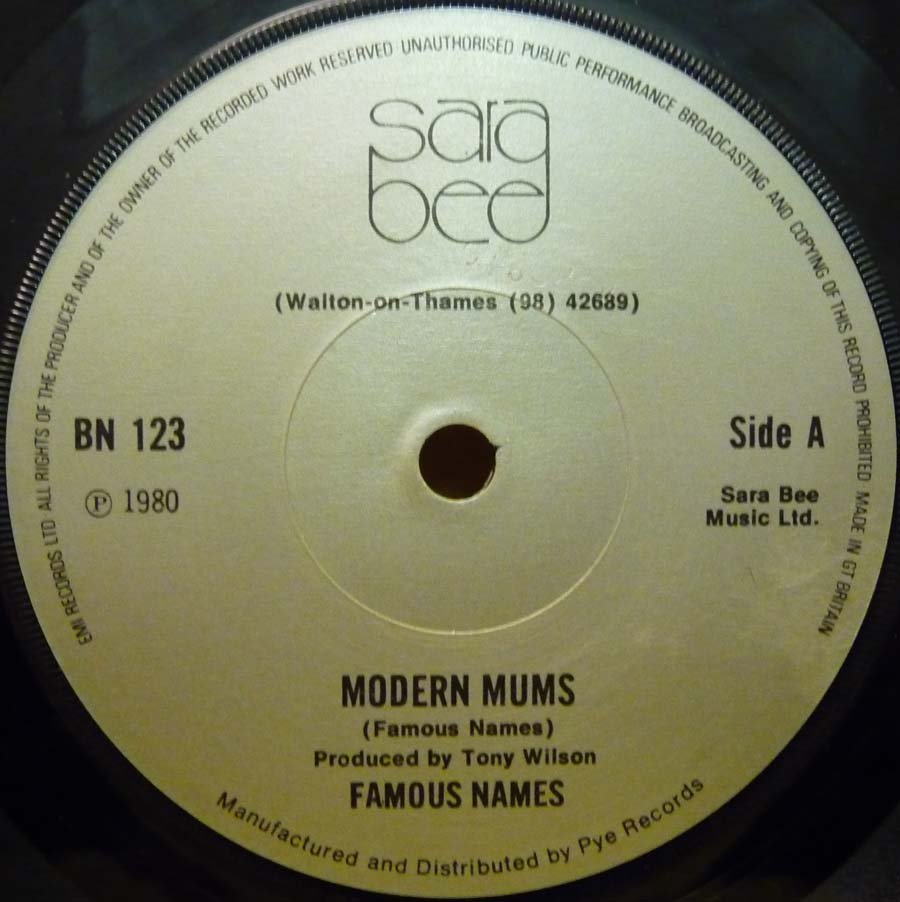 EMI RECORDS LTD ALL RIGHTS OF THE PRODUCER AND OF THE OWNER OF THE RECORDED WORK RESERVED UNAUTHORISED PUBLIC PERFORMANCE BROADCASTING AND COPYING OF THIS RECORD PROHIBITED MADE IN GT BRITAIN
sara
bee
(Walton-on-Thames (98) 42689)
BN 123
Side A
℗ 1980
Sara Bee
Music Ltd.
MODERN MUMS
(Famous Names)
Produced by Tony Wilson
FAMOUS NAMES
Manufactured and Distributed by Pye Records